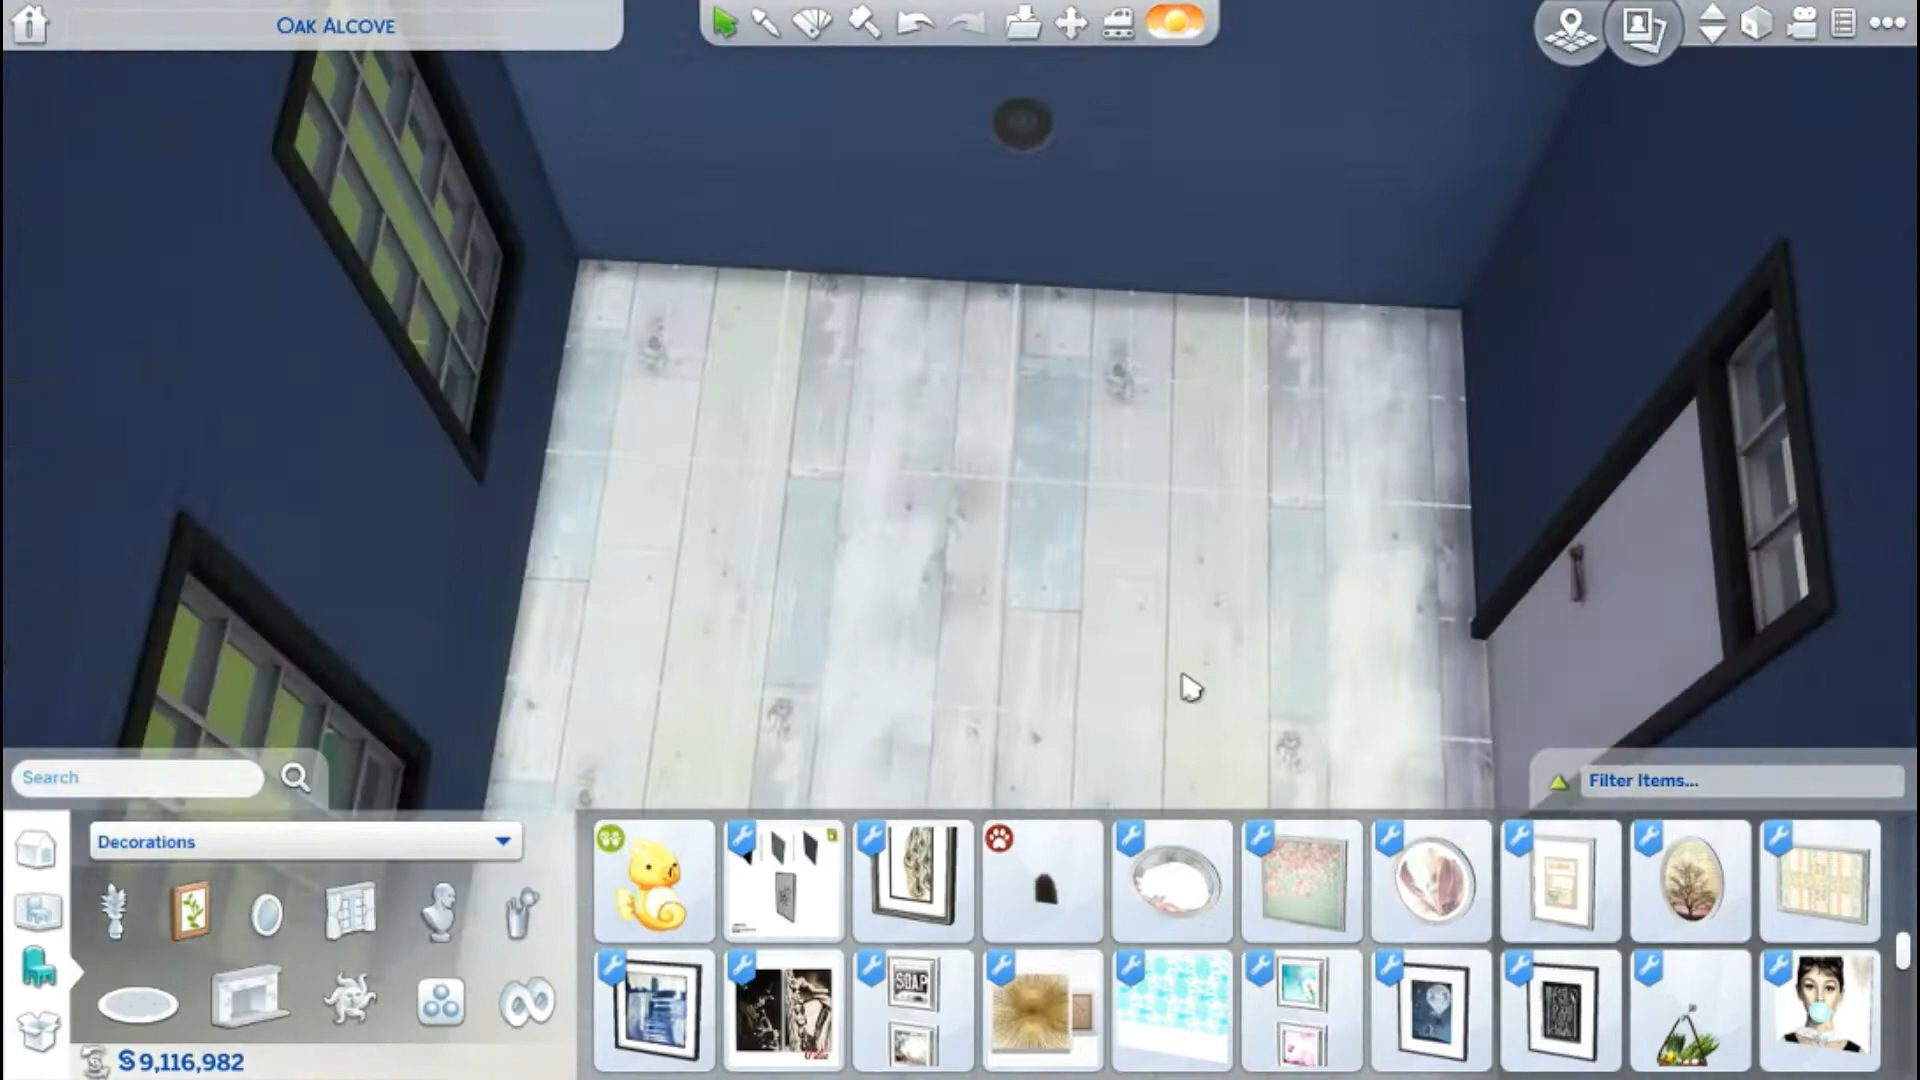 OAK ALCOVE
Search
Filter Items...
Decorations
SOAP
§9,116,982